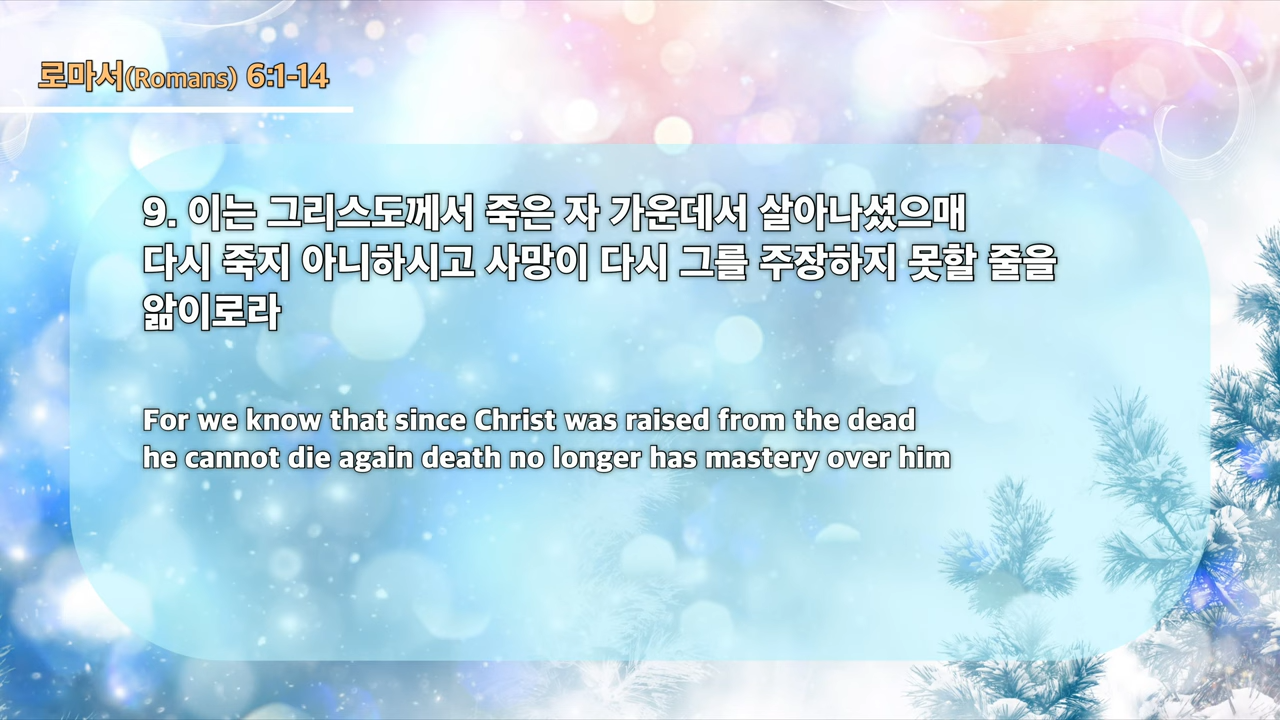 로마서(Romans) 6:1-14
9. 이는 그리스도께서 죽은 자 가운데서 살아나셨으매
다시 죽지 아니하시고 사망이 다시 그를 주장하지 못할 줄을
앎이로라
For we know that since Christ was raised from the dead
he cannot die again death no longer has mastery over him